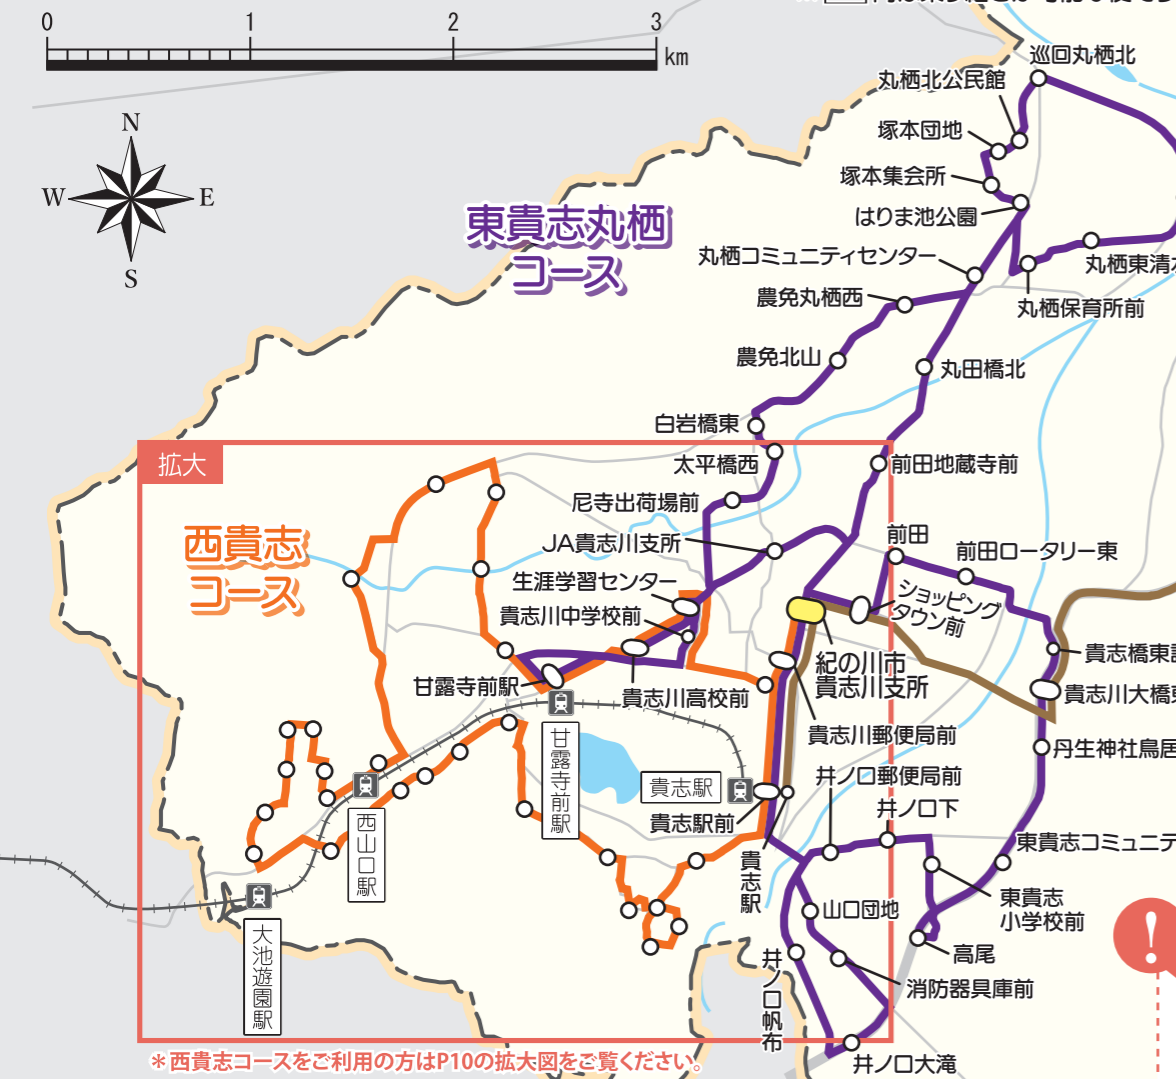 0
1
2
3
km
N
W
E
S
巡回丸栖北
丸栖北公民館
塚本団地
塚本集会所
はりま池公園
東貴志丸栖
コース
丸栖コミュニティセンター
丸栖東清水
農免丸栖西
丸栖保育所前
農免北山
丸田橋北
白岩橋東
拡大
太平橋西
前田地蔵寺前
尼寺出荷場前
西貴志
コース
JA貴志川支所
前田
前田ロータリー東
生涯学習センター
ショッピング
タウン前
貴志川中学校前
貴志橋東
紀の川市
貴志川支所
甘露寺前駅
貴志川高校前
貴志川大橋東
貴志川郵便局前
丹生神社鳥居
甘露寺前駅
貴志駅
井ノ口郵便局前
井ノ口下
貴志駅前
西山口駅
東貴志コミュニテ
貴志駅
東貴志
小学校前
山口団地
高尾
大池遊園駅
井ノ口帆布
消防器具庫前
！
井ノ口大滝
＊西貴志コースをご利用の方はP10の拡大図をご覧ください。